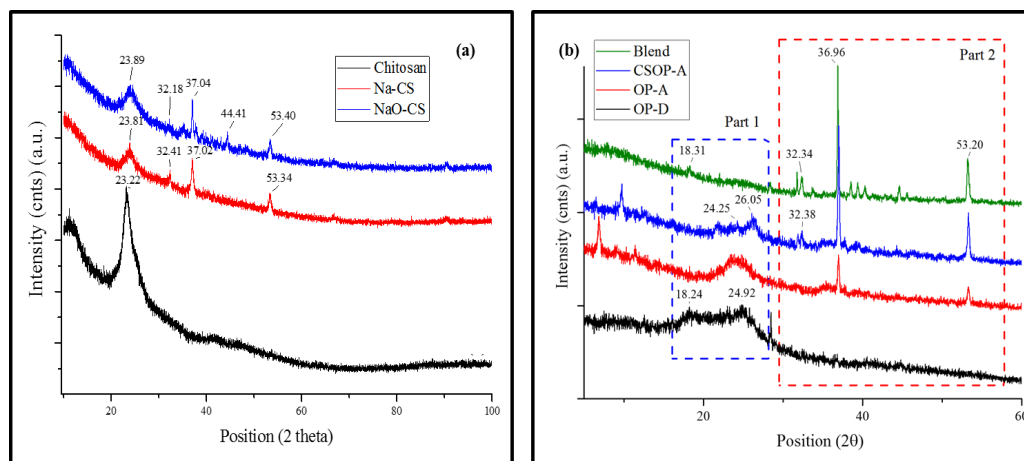 (a)
Chitosan
Na-CS
NaO-CS
23.89
32.18
37.04
44.41
53.40
23.81
32.41
37.02
53.34
23.22
Intensity (cnts) (a.u.)
20
40
60
80
100
Position (2 theta)
(b)
Blend
CSOP-A
OP-A
OP-D
36.96
Part 2
Part 1
18.31
32.34
53.20
24.25
26.05
32.38
18.24
24.92
Intensity (cnts) (a.u.)
20
40
60
Position (2θ)